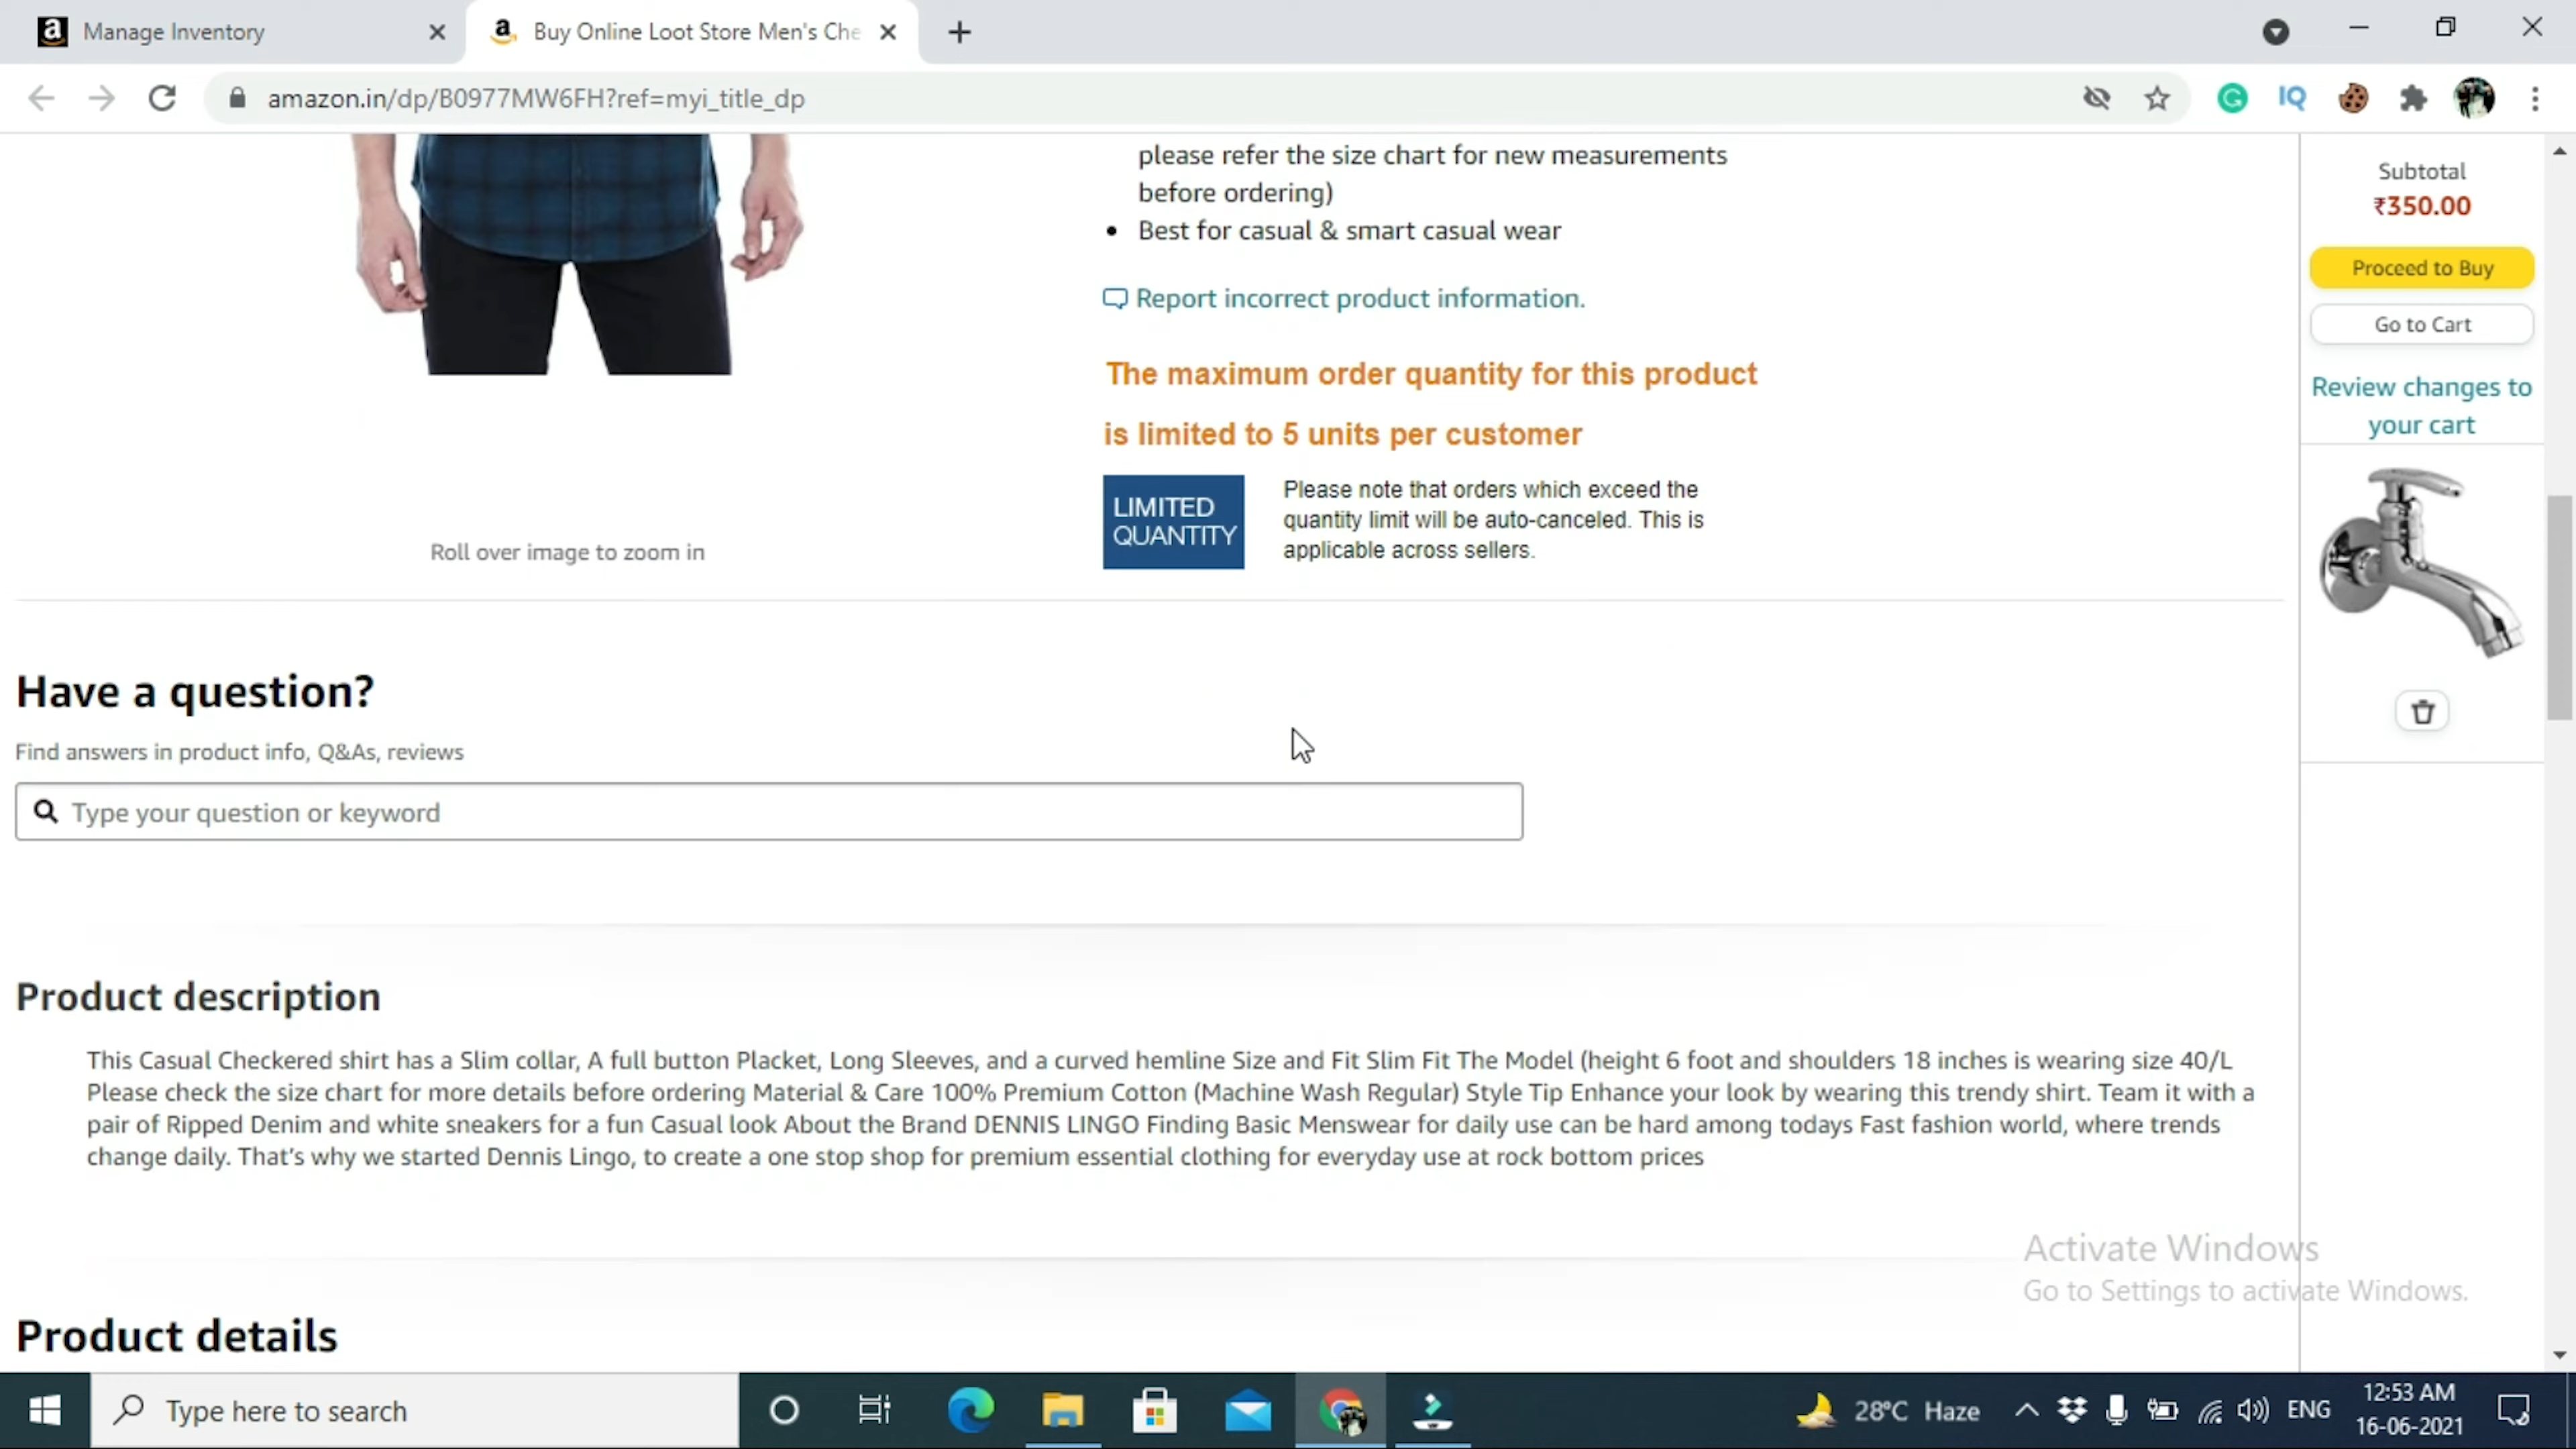 Manage Inventory
Buy Online Loot Store Men's Che
amazon.in/dp/B0977MW6FH?ref=myi_title_dp
IQ
please refer the size chart for new measurements
before ordering)
• Best for casual & smart casual wear
Report incorrect product information.
The maximum order quantity for this product
is limited to 5 units per customer
LIMITED
QUANTITY
Please note that orders which exceed the
quantity limit will be auto-canceled. This is
applicable across sellers.
Roll over image to zoom in
Subtotal
₹350.00
Proceed to Buy
Go to Cart
Review changes to
your cart
Have a question?
Find answers in product info, Q&As, reviews
Type your question or keyword
Product description
This Casual Checkered shirt has a Slim collar, A full button Placket, Long Sleeves, and a curved hemline Size and Fit Slim Fit The Model (height 6 foot and shoulders 18 inches is wearing size 40/L
Please check the size chart for more details before ordering Material & Care 100% Premium Cotton (Machine Wash Regular) Style Tip Enhance your look by wearing this trendy shirt. Team it with a
pair of Ripped Denim and white sneakers for a fun Casual look About the Brand DENNIS LINGO Finding Basic Menswear for daily use can be hard among todays Fast fashion world, where trends
change daily. That's why we started Dennis Lingo, to create a one stop shop for premium essential clothing for everyday use at rock bottom prices
Activate Windows
Go to Settings to activate Windows.
Product details
Type here to search
28°C Haze
ENG
12:53 AM
16-06-2021